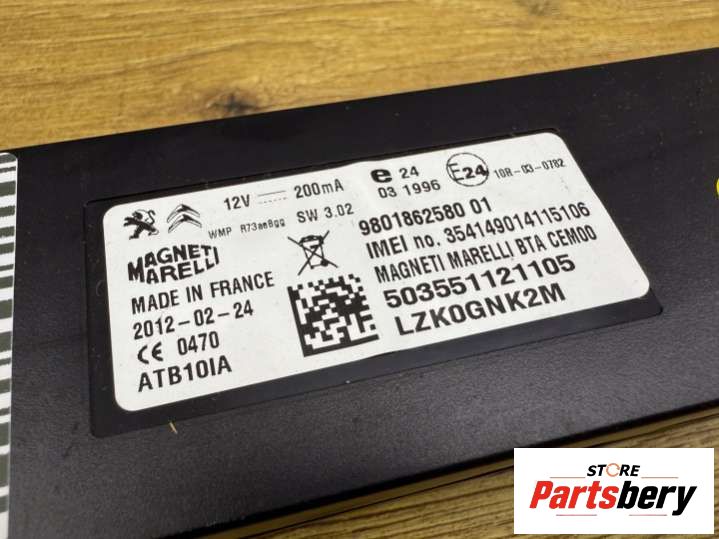 12V 200mA
WMP R73ae8gg SW 3.02
MAGNETI
MARELLI
MADE IN FRANCE
2012-02-24
CE 0470
ATB10IA
e 24
03 1996
E24 10R-03-0782
9801862580 01
IMEI no. 354149014115106
MAGNETI MARELLI BTA CEM00
503551121105
LZK0GNK2M
STORE
Partsbery